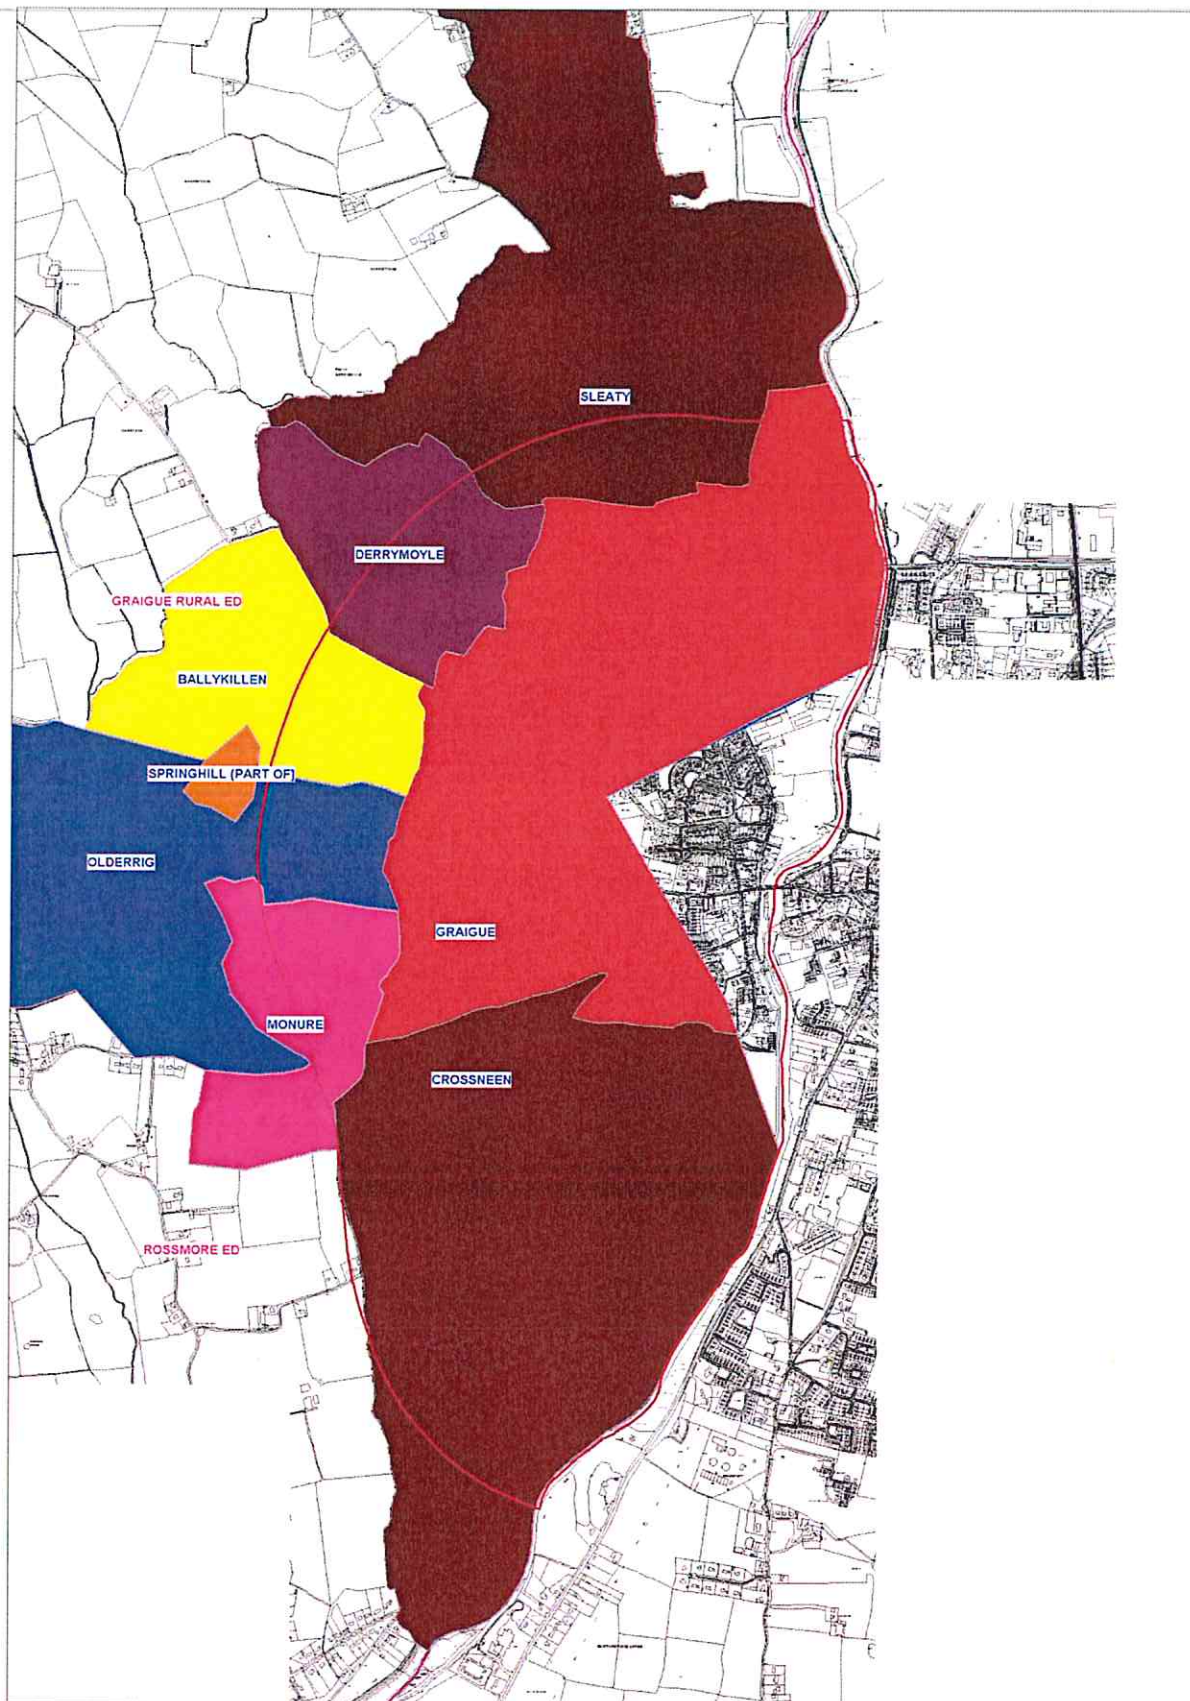 SLEATY
DERRYMOYLE
GRAIGUE RURAL ED
BALLYKILLEN
SPRINGHILL (PART OF)
OLDERRIG
GRAIGUE
MONURE
CROSSNEEN
ROSSMORE ED